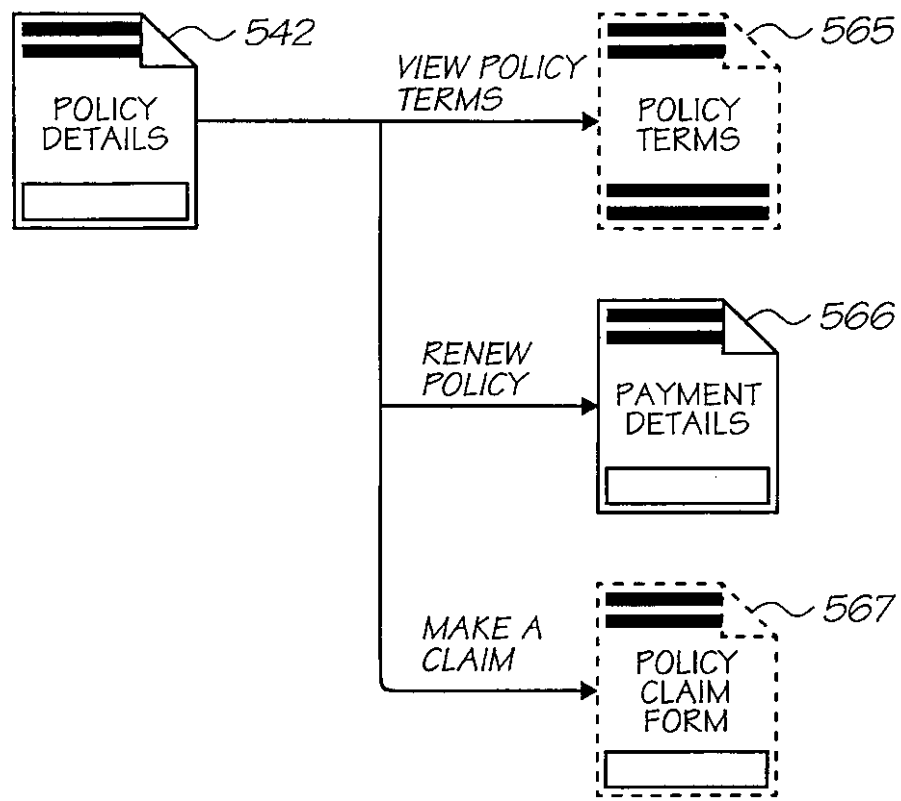 542
POLICY
DETAILS
VIEW POLICY
TERMS
565
POLICY
TERMS
RENEW
POLICY
566
PAYMENT
DETAILS
MAKE A
CLAIM
567
POLICY
CLAIM
FORM